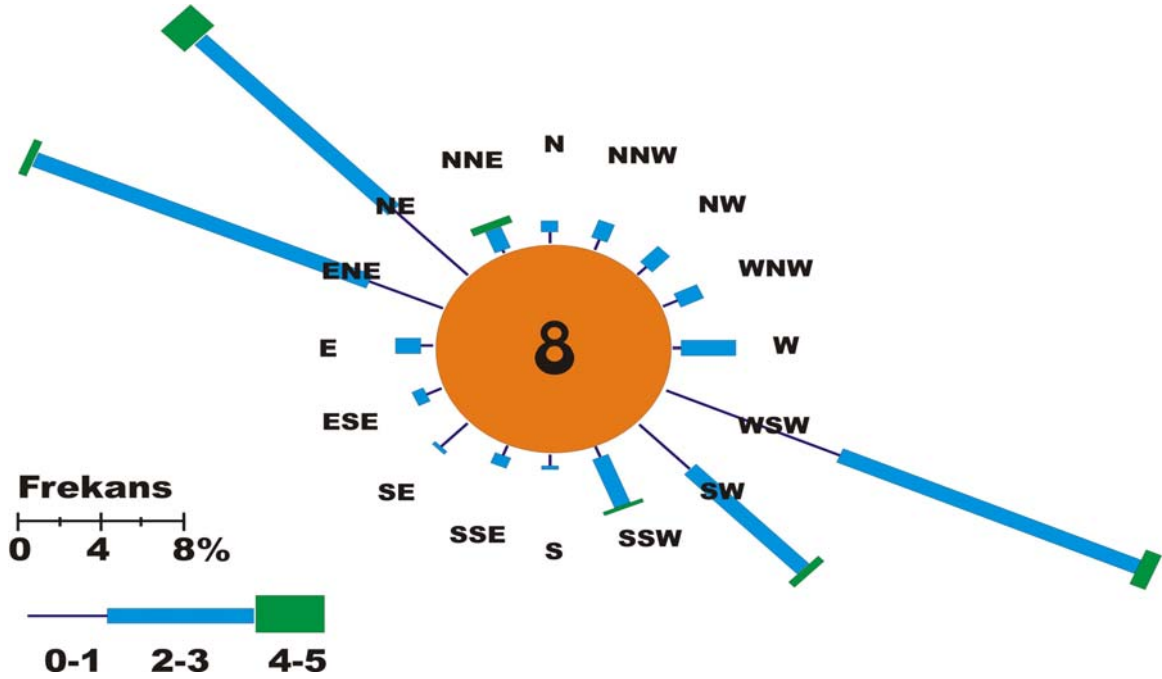 N
NNE
NNW
NE
NW
ENE
WNW
8
E
W
ESE
WSW
SE
SW
SSE
S
SSW
Frekans
0 4 8%
0-1 2-3 4-5